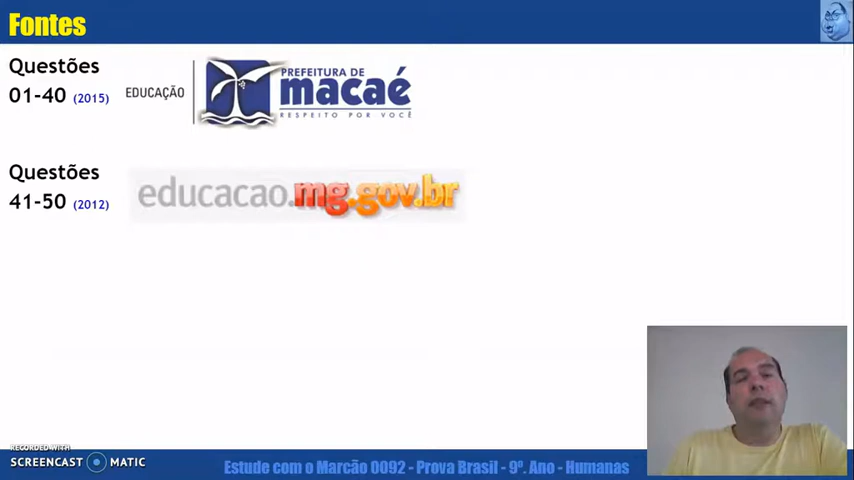 Fontes
Questões
01-40 (2015)
EDUCAÇÃO
PREFEITURA DE
macaé
RESPEITO POR VOCÊ
Questões
41-50 (2012)
educacao.mg.gov.br
RECORDED WITH
SCREENCAST MATIC
Estude com o Marcão 0092 - Prova Brasil - 9º. Ano - Humanas